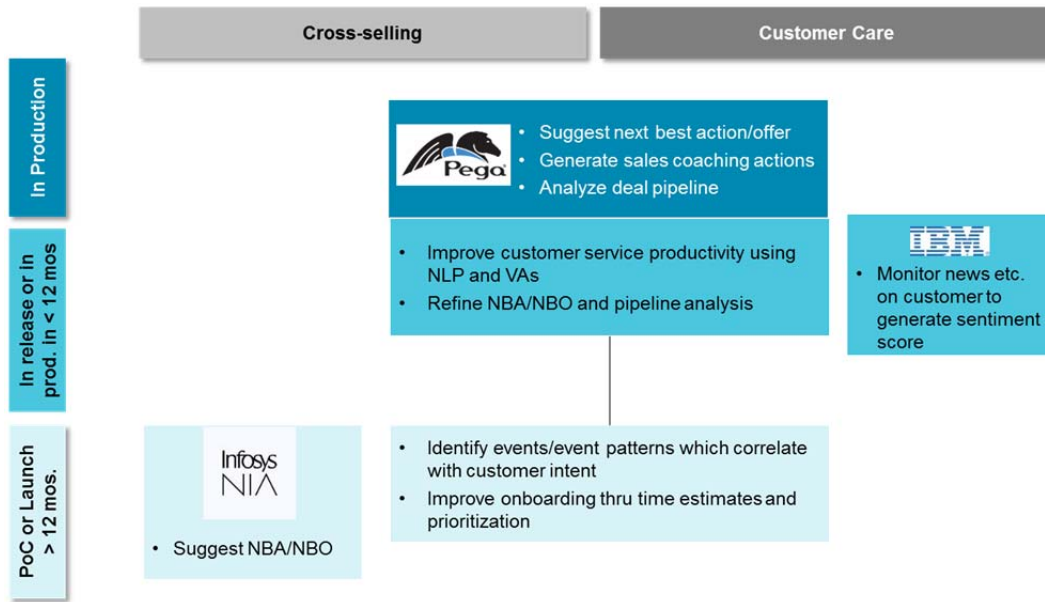 Cross-selling
Customer Care
In Production
Pega
• Suggest next best action/offer
• Generate sales coaching actions
• Analyze deal pipeline
In release or in
prod. in < 12 mos
• Improve customer service productivity using
NLP and VAs
• Refine NBA/NBO and pipeline analysis
IBM
• Monitor news etc.
on customer to
generate sentiment
score
PoC or Launch
> 12 mos.
Infosys
NIA
• Suggest NBA/NBO
• Identify events/event patterns which correlate
with customer intent
• Improve onboarding thru time estimates and
prioritization